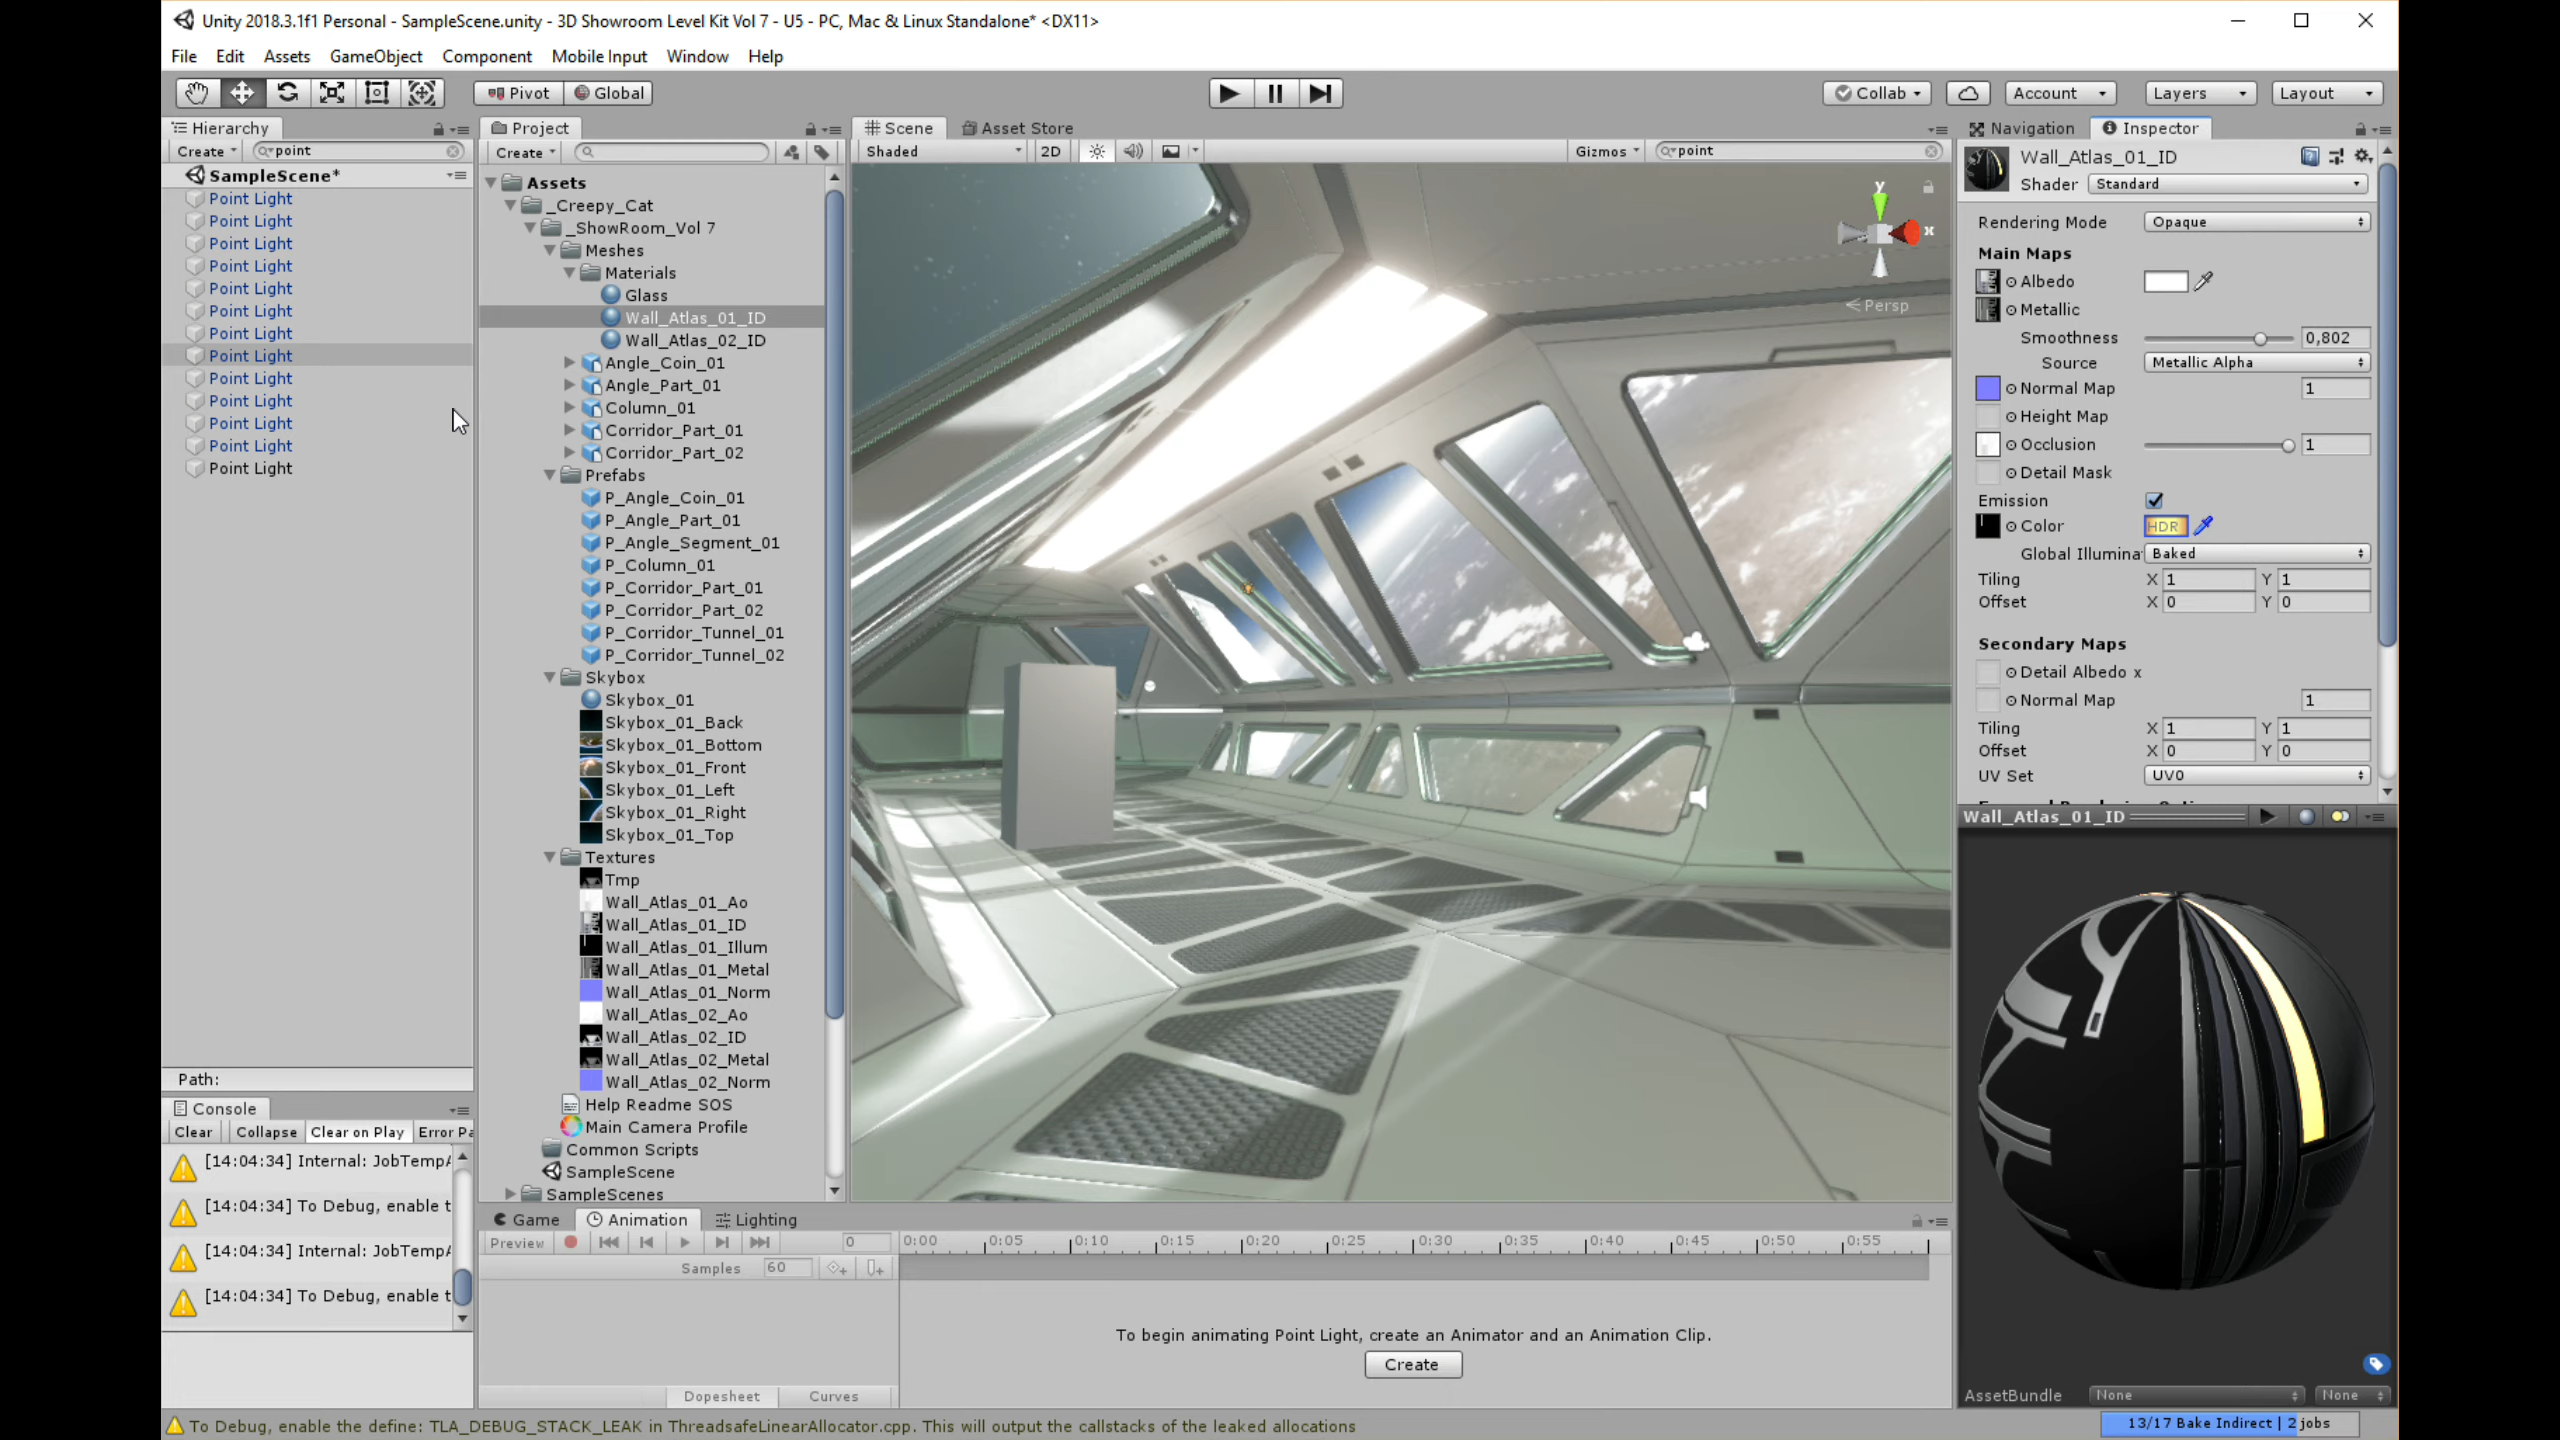 Unity 2018.3.1f1 Personal - SampleScene.unity - 3D Showroom Level Kit Vol 7 - U5 - PC, Mac & Linux Standalone* <DX11>
File Edit Assets GameObject Component Mobile Input Window Help
Pivot Global Collab Account Layers Layout
Hierarchy
Create point
SampleScene*
Point Light
Point Light
Point Light
Point Light
Point Light
Point Light
Point Light
Point Light
Point Light
Point Light
Point Light
Point Light
Point Light
Path:
Console
Clear Collapse Clear on Play Error Pa
[14:04:34] Internal: JobTempA
[14:04:34] To Debug, enable t
[14:04:34] Internal: JobTempA
[14:04:34] To Debug, enable t
Project
Create
Assets
_Creepy_Cat
_ShowRoom_Vol 7
Meshes
Materials
Glass
Wall_Atlas_01_ID
Wall_Atlas_02_ID
Angle_Coin_01
Angle_Part_01
Column_01
Corridor_Part_01
Corridor_Part_02
Prefabs
P_Angle_Coin_01
P_Angle_Part_01
P_Angle_Segment_01
P_Column_01
P_Corridor_Part_01
P_Corridor_Part_02
P_Corridor_Tunnel_01
P_Corridor_Tunnel_02
Skybox
Skybox_01
Skybox_01_Back
Skybox_01_Bottom
Skybox_01_Front
Skybox_01_Left
Skybox_01_Right
Skybox_01_Top
Textures
Tmp
Wall_Atlas_01_Ao
Wall_Atlas_01_ID
Wall_Atlas_01_Illum
Wall_Atlas_01_Metal
Wall_Atlas_01_Norm
Wall_Atlas_02_Ao
Wall_Atlas_02_ID
Wall_Atlas_02_Metal
Wall_Atlas_02_Norm
Help Readme SOS
Main Camera Profile
Common Scripts
SampleScene
SampleScenes
Scene Asset Store
Shaded 2D Gizmos point
y
x
Persp
Game Animation Lighting
Preview 0 0:00 0:05 0:10 0:15 0:20 0:25 0:30 0:35 0:40 0:45 0:50 0:55
Samples 60
To begin animating Point Light, create an Animator and an Animation Clip.
Create
Dopesheet Curves
Navigation Inspector
Wall_Atlas_01_ID
Shader Standard
Rendering Mode Opaque
Main Maps
Albedo
Metallic
Smoothness 0,802
Source Metallic Alpha
Normal Map 1
Height Map
Occlusion 1
Detail Mask
Emission
Color HDR
Global Illumina Baked
Tiling X 1 Y 1
Offset X 0 Y 0
Secondary Maps
Detail Albedo x
Normal Map 1
Tiling X 1 Y 1
Offset X 0 Y 0
UV Set UV0
Wall_Atlas_01_ID
AssetBundle None None
To Debug, enable the define: TLA_DEBUG_STACK_LEAK in ThreadsafeLinearAllocator.cpp. This will output the callstacks of the leaked allocations
13/17 Bake Indirect | 2 jobs